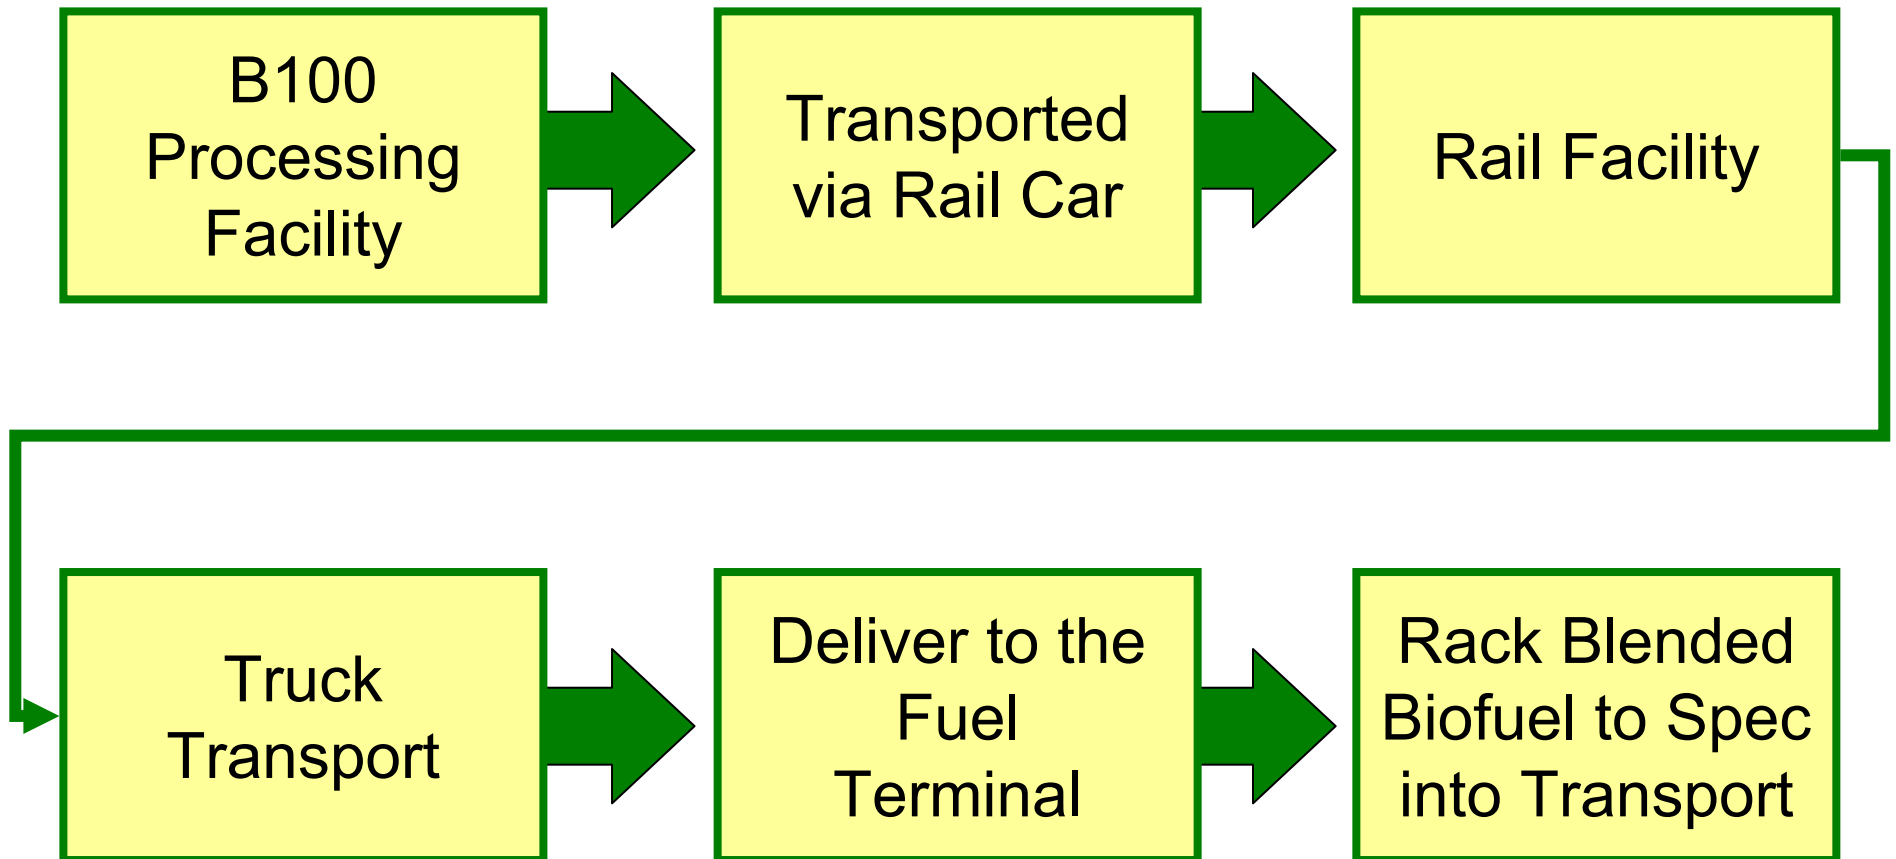 B100
Processing
Facility
Transported
via Rail Car
Rail Facility
Truck
Transport
Deliver to the
Fuel
Terminal
Rack Blended
Biofuel to Spec
into Transport